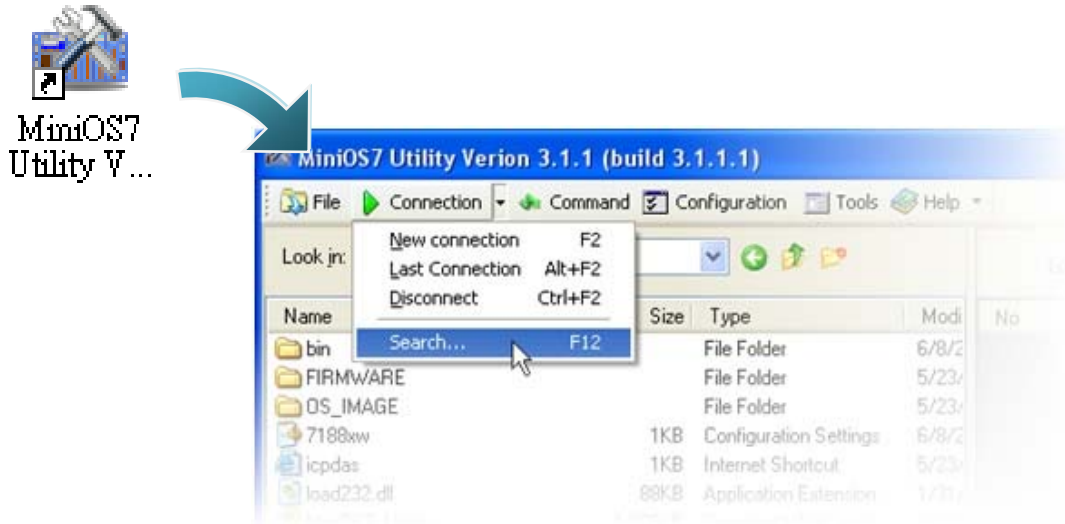 MiniOS7
Utility V...
MiniOS7 Utility Verion 3.1.1 (build 3.1.1.1)
File Connection Command Configuration Tools Help
New connection F2
Look in:
Last Connection Alt+F2
Disconnect Ctrl+F2
Name Size Type Modi No
Search... F12
bin File Folder 6/8/2
FIRMWARE File Folder 5/23/
OS_IMAGE File Folder 5/23/
7188xw 1KB Configuration Settings 6/8/2
icpdas 1KB Internet Shortcut 5/23/
load232.dll 88KB Application Extension 1/31/